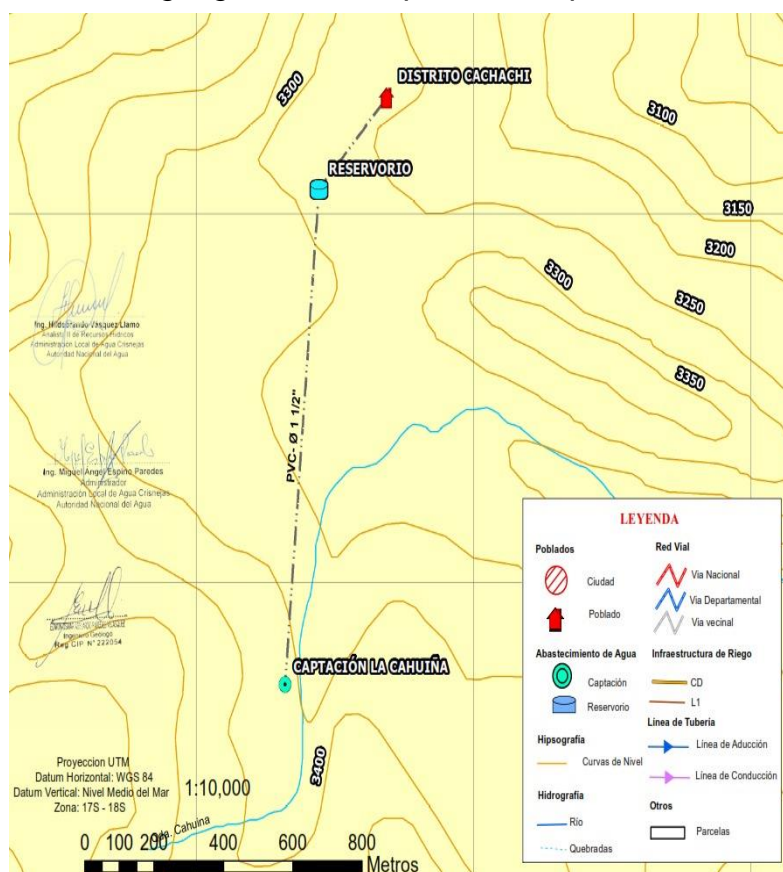 3300
DISTRITO CACHACHI
3100
RESERVORIO
3150
3200
3300
3250
3350
Ing. Hildebrando Vasquez Llamo
Analista II de Recursos Hidricos
Administración Local de Agua Crisnejas
Autoridad Nacional del Agua
PVC- Ø 1 1/2"
Ing. Miguel Angel Espino Paredes
Administrador
Administración Local de Agua Crisnejas
Autoridad Nacional del Agua
Reg CIP N° 222054
CAPTACIÓN LA CAHUIÑA
3400
Qda. Cahuina
Proyeccion UTM
Datum Horizontal: WGS 84
Datum Vertical: Nivel Medio del Mar
Zona: 17S - 18S
1:10,000
0 100 200 400 600 800
Metros
LEYENDA
Poblados
Ciudad
Poblado
Abastecimiento de Agua
Captación
Reservorio
Hipsografía
Curvas de Nivel
Hidrografía
Río
Quebradas
Red Vial
Via Nacional
Via Departamental
Via vecinal
Infraestructura de Riego
CD
L1
Línea de Tubería
Línea de Aducción
Línea de Conducción
Otros
Parcelas